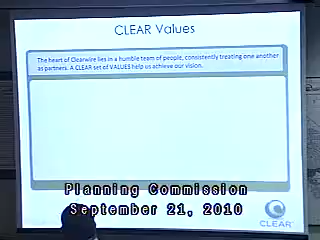 CLEAR Values
The heart of Clearwire lies in a humble team of people, consistently treating one another
as partners. A CLEAR set of VALUES help us achieve our vision.
Planning Commission
September 21, 2010
CLEAR